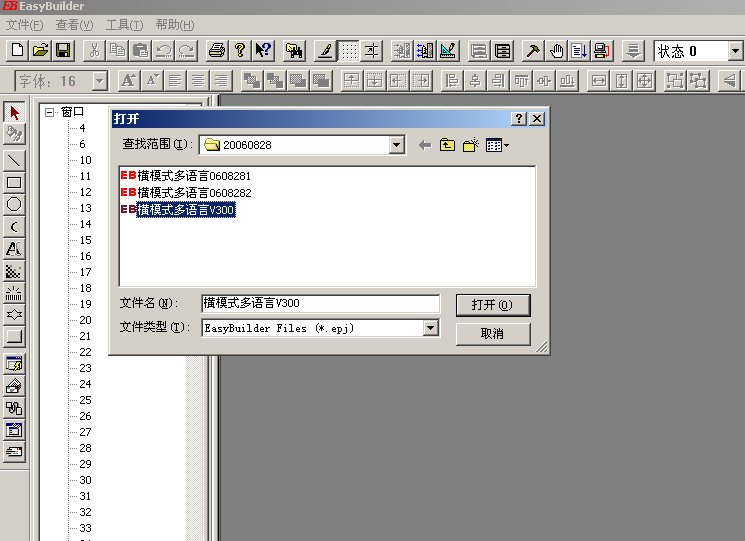 EB EasyBuilder
文件(F) 查看(V) 工具(T) 帮助(H)
状态 0
字体: 16
窗口
4
6
10
11
12
13
14
15
16
17
18
19
20
21
22
23
24
25
26
27
28
29
30
31
32
33
打开
查找范围(I): 20060828
EB 横模式多语言0608281
EB 横模式多语言0608282
EB 横模式多语言V300
文件名(N): 横模式多语言V300 打开(O)
文件类型(T): EasyBuilder Files (*.epj)
取消